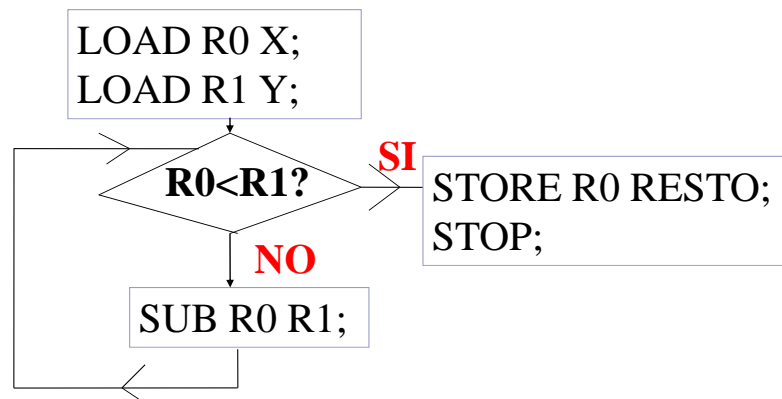 LOAD R0 X;
LOAD R1 Y;
R0<R1?
SI
STORE R0 RESTO;
STOP;
NO
SUB R0 R1;